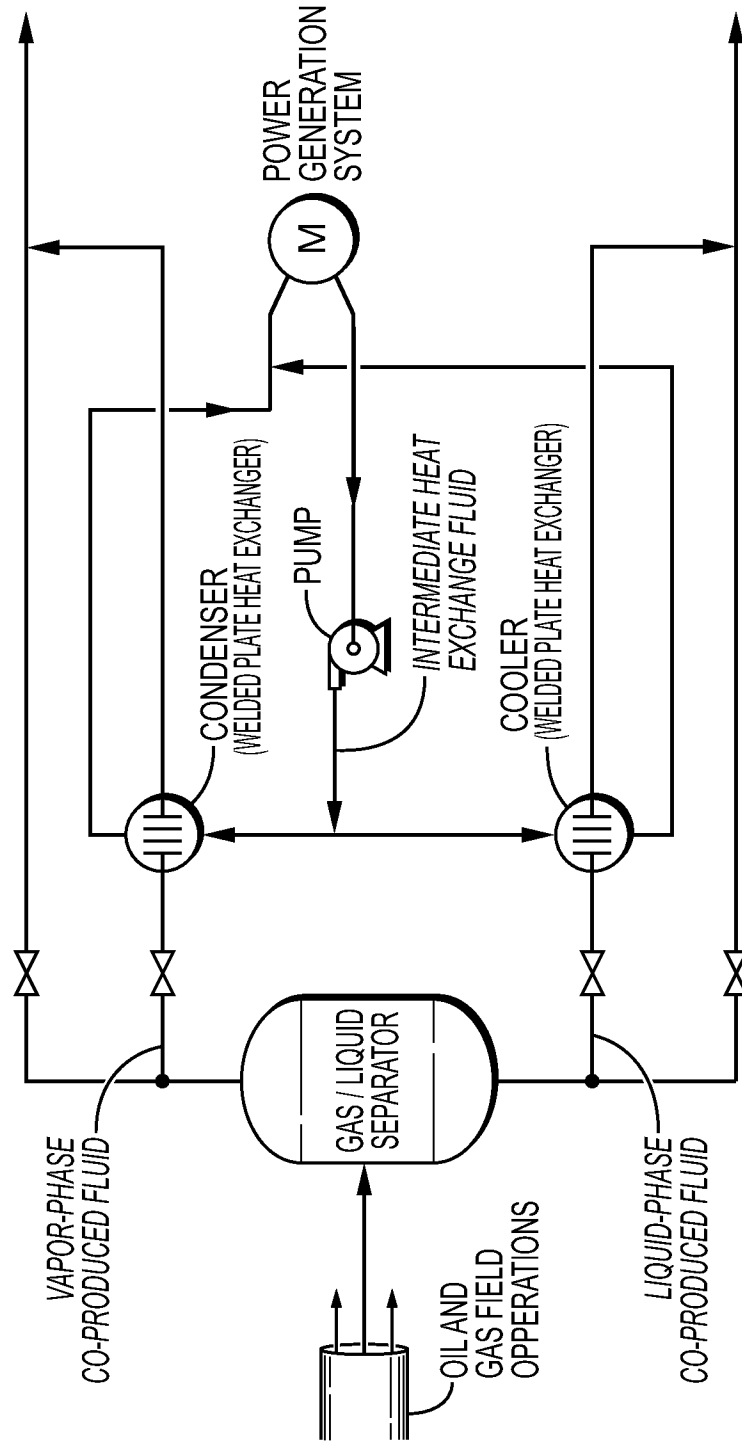 VAPOR-PHASE
CO-PRODUCED FLUID
CONDENSER
(WELDED PLATE HEAT EXCHANGER)
POWER
GENERATION
SYSTEM
M
PUMP
GAS / LIQUID
SEPARATOR
INTERMEDIATE HEAT
EXCHANGE FLUID
OIL AND
GAS FIELD
OPPERATIONS
COOLER
(WELDED PLATE HEAT EXCHANGER)
LIQUID-PHASE
CO-PRODUCED FLUID